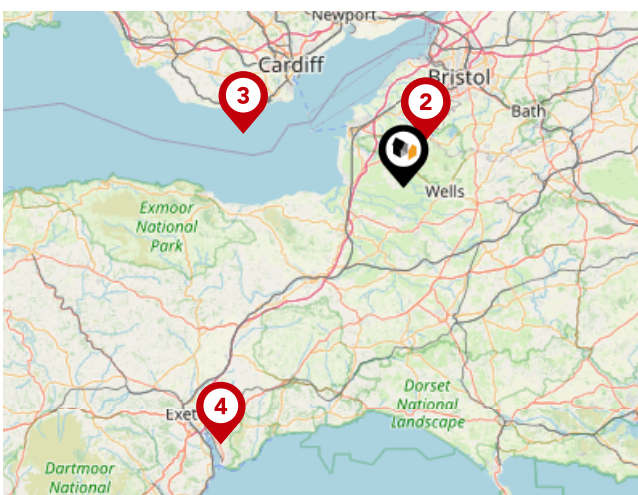 Newport
Cardiff
3
Bristol
2
Bath
Wells
Exmoor
National
Park
4
Exet
Dorset
National
Landscape
Dartmoor
National